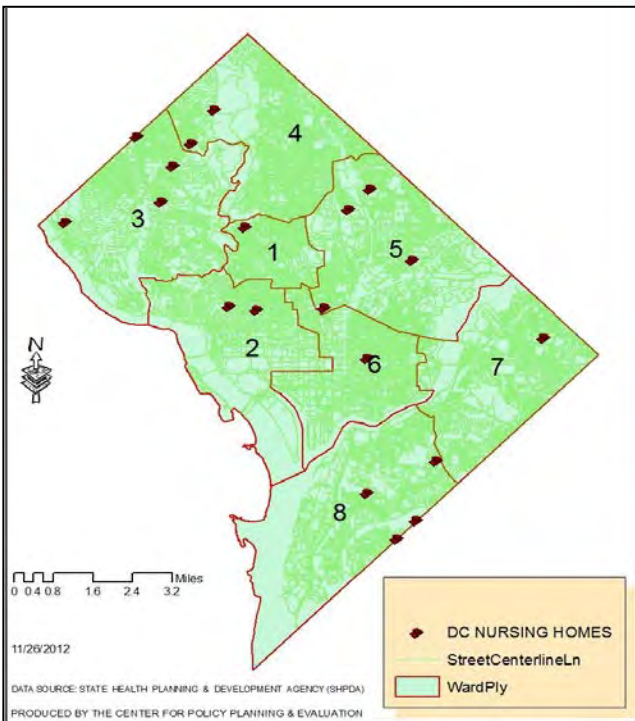 4
3
5
1
N
2
7
6
8
Miles
0 0.4 0.8 1.6 2.4 3.2
11/26/2012
DC NURSING HOMES
StreetCenterlineLn
WardPly
DATA SOURCE: STATE HEALTH PLANNING & DEVELOPMENT AGENCY (SHPDA)
PRODUCED BY THE CENTER FOR POLICY PLANNING & EVALUATION